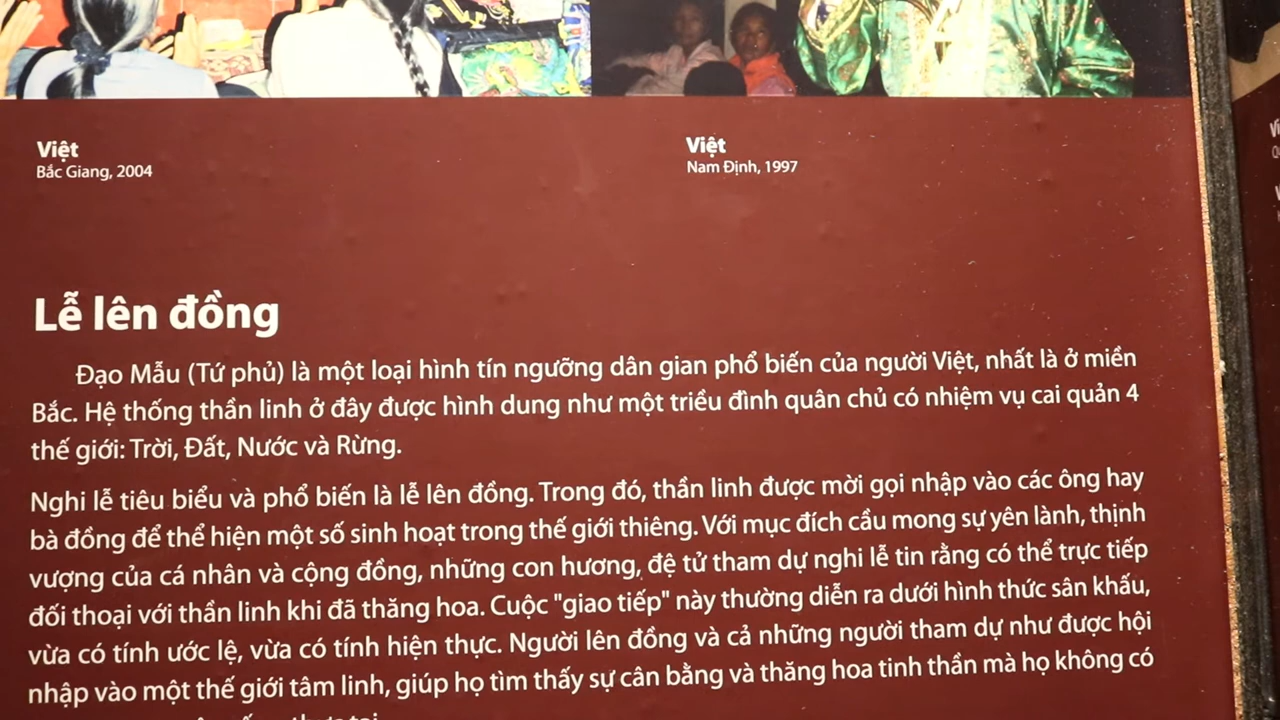 Việt
Bắc Giang, 2004
Việt
Nam Định, 1997
Lễ lên đồng
Đạo Mẫu (Tứ phủ) là một loại hình tín ngưỡng dân gian phổ biến của người Việt, nhất là ở miền
Bắc. Hệ thống thần linh ở đây được hình dung như một triều đình quân chủ có nhiệm vụ cai quản 4
thế giới: Trời, Đất, Nước và Rừng.
Nghi lễ tiêu biểu và phổ biến là lễ lên đồng. Trong đó, thần linh được mời gọi nhập vào các ông hay
bà đồng để thể hiện một số sinh hoạt trong thế giới thiêng. Với mục đích cầu mong sự yên lành, thịnh
vượng của cá nhân và cộng đồng, những con hương, đệ tử tham dự nghi lễ tin rằng có thể trực tiếp
đối thoại với thần linh khi đã thăng hoa. Cuộc "giao tiếp" này thường diễn ra dưới hình thức sân khấu,
vừa có tính ước lệ, vừa có tính hiện thực. Người lên đồng và cả những người tham dự như được hội
nhập vào một thế giới tâm linh, giúp họ tìm thấy sự cân bằng và thăng hoa tinh thần mà họ không có